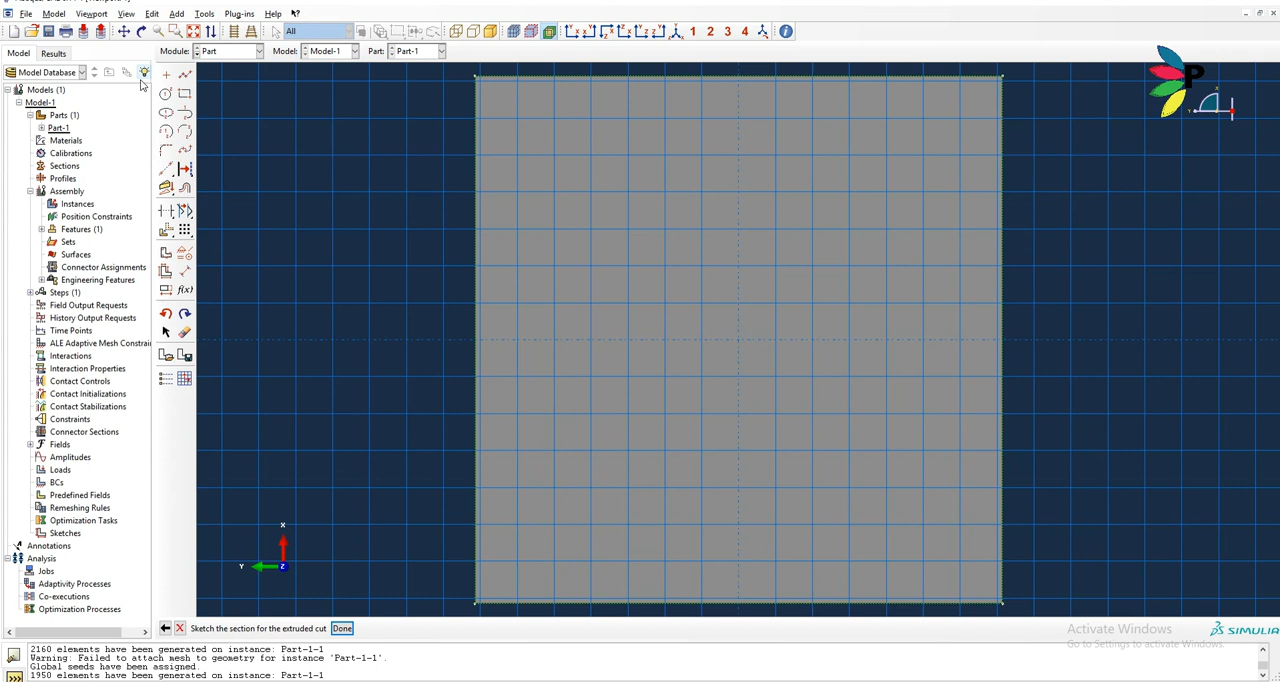 File Model Viewport View Edit Add Tools Plug-ins Help
All
1 2 3 4
Model Results Module: Part Model: Model-1 Part: Part-1
Model Database
Models (1)
Model-1
Parts (1)
Part-1
Materials
Calibrations
Sections
Profiles
Assembly
Instances
Position Constraints
Features (1)
Sets
Surfaces
Connector Assignments
Engineering Features
Steps (1)
Field Output Requests
History Output Requests
Time Points
ALE Adaptive Mesh Constrai
Interactions
Interaction Properties
Contact Controls
Contact Initializations
Contact Stabilizations
Constraints
Connector Sections
Fields
Amplitudes
Loads
BCs
Predefined Fields
Remeshing Rules
Optimization Tasks
Sketches
Annotations
Analysis
Jobs
Adaptivity Processes
Co-executions
Optimization Processes
f(x)
P
X
Y Z
Sketch the section for the extruded cut Done
Activate Windows
Go to Settings to activate Windows.
SIMULIA
2160 elements have been generated on instance: Part-1-1
Warning: Failed to attach mesh to geometry for instance 'Part-1-1'.
Global seeds have been assigned.
1950 elements have been generated on instance: Part-1-1
>>>